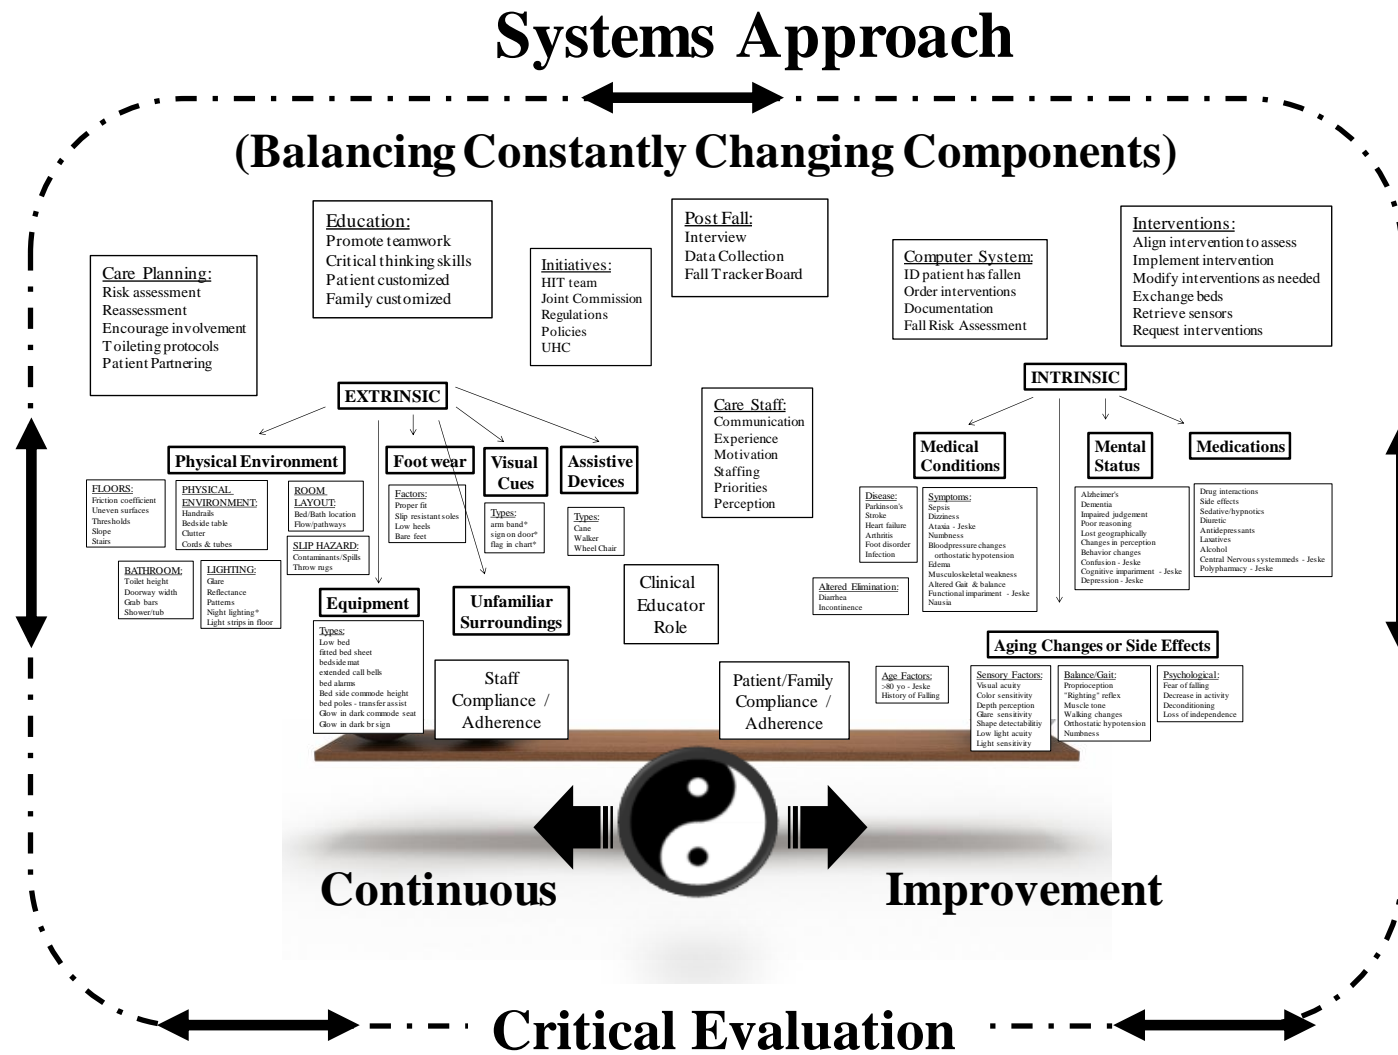 Systems Approach
(Balancing Constantly Changing Components)
Care Planning:
Risk assessment
Reassessment
Encourage involvement
Toileting protocols
Patient Partnering
Education:
Promote teamwork
Critical thinking skills
Patient customized
Family customized
Initiatives:
HIT team
Joint Commission
Regulations
Policies
UHC
Post Fall:
Interview
Data Collection
Fall Tracker Board
Computer System:
ID patient has fallen
Order interventions
Documentation
Fall Risk Assessment
Interventions:
Align intervention to assess
Implement intervention
Modify interventions as needed
Exchange beds
Retrieve sensors
Request interventions
EXTRINSIC
Physical Environment
FLOORS:
Friction coefficient
Uneven surfaces
Thresholds
Slope
Stairs
PHYSICAL
ENVIRONMENT:
Handrails
Bedside table
Clutter
Cords & tubes
ROOM
LAYOUT:
Bed/Bath location
Flow/pathways
SLIP HAZARD:
Contaminants/Spills
Throw rugs
BATHROOM:
Toilet height
Doorway width
Grab bars
Shower/tub
LIGHTING:
Glare
Reflectance
Patterns
Night lighting*
Light strips in floor
Footwear
Factors:
Proper fit
Slip resistant soles
Low heels
Bare feet
Visual
Cues
Types:
arm band*
sign on door*
flag in chart*
Assistive
Devices
Types:
Cane
Walker
Wheel Chair
Equipment
Types:
Low bed
fitted bed sheet
bedside mat
extended call bells
bed alarms
Bed side commode height
bed poles - transfer assist
Glow in dark commode seat
Glow in dark br sign
Unfamiliar
Surroundings
Care Staff:
Communication
Experience
Motivation
Staffing
Priorities
Perception
Clinical
Educator
Role
Staff
Compliance /
Adherence
Patient/Family
Compliance /
Adherence
INTRINSIC
Medical
Conditions
Disease:
Parkinson's
Stroke
Heart failure
Arthritis
Foot disorder
Infection
Symptoms:
Sepsis
Dizziness
Ataxia - Jeske
Numbness
Bloodpressure changes
orthostatic hypotension
Edema
Musculoskeletal weakness
Altered Gait & balance
Functional impariment - Jeske
Nausia
Altered Elimination:
Diarrhea
Incontinence
Mental
Status
Alzheimer's
Dementia
Impaired judgement
Poor reasoning
Lost geographically
Changes in perception
Behavior changes
Confusion - Jeske
Cognitive impariment - Jeske
Depression - Jeske
Medications
Drug interactions
Side effects
Sedative/hypnotics
Diuretic
Antidepressants
Laxatives
Alcohol
Central Nervous systemmeds - Jeske
Polypharmacy - Jeske
Aging Changes or Side Effects
Age Factors:
>80 yo - Jeske
History of Falling
Sensory Factors:
Visual acuity
Color sensitivity
Depth perception
Glare sensitivity
Shape detectabilitiy
Low light acuity
Light sensitivity
Balance/Gait:
Proprioception
"Righting" reflex
Muscle tone
Walking changes
Orthostatic hypotension
Numbness
Psychological:
Fear of falling
Decrease in activity
Deconditioning
Loss of independence
Continuous
Improvement
Critical Evaluation